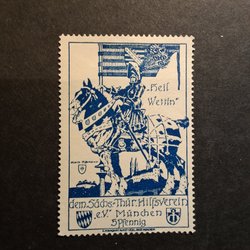 „Heil
Wettin"
dem Sächs-Thür. Hilfsverein
e.V. München
5 Pfennig